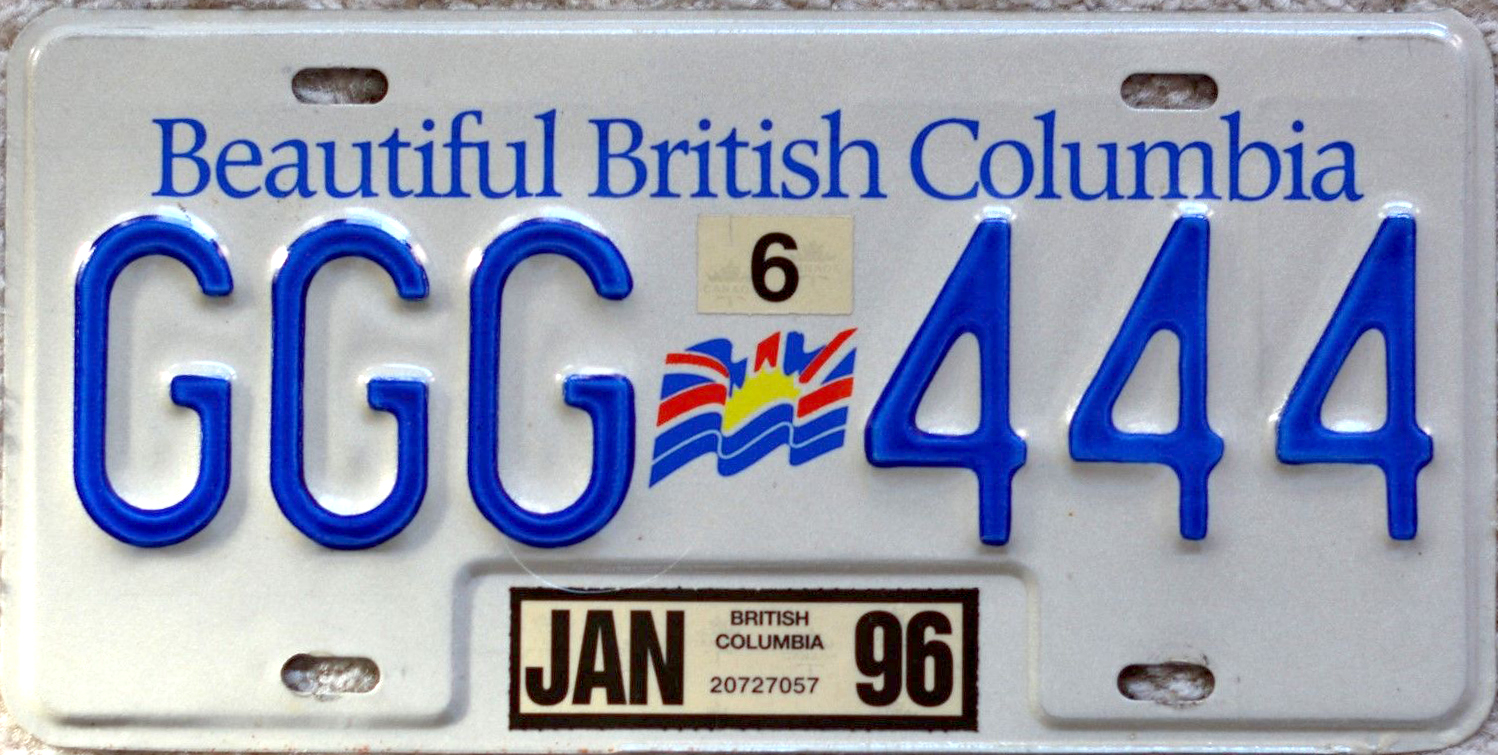 Beautiful British Columbia
GGG 444
6
JAN 96
BRITISH
COLUMBIA
20727057